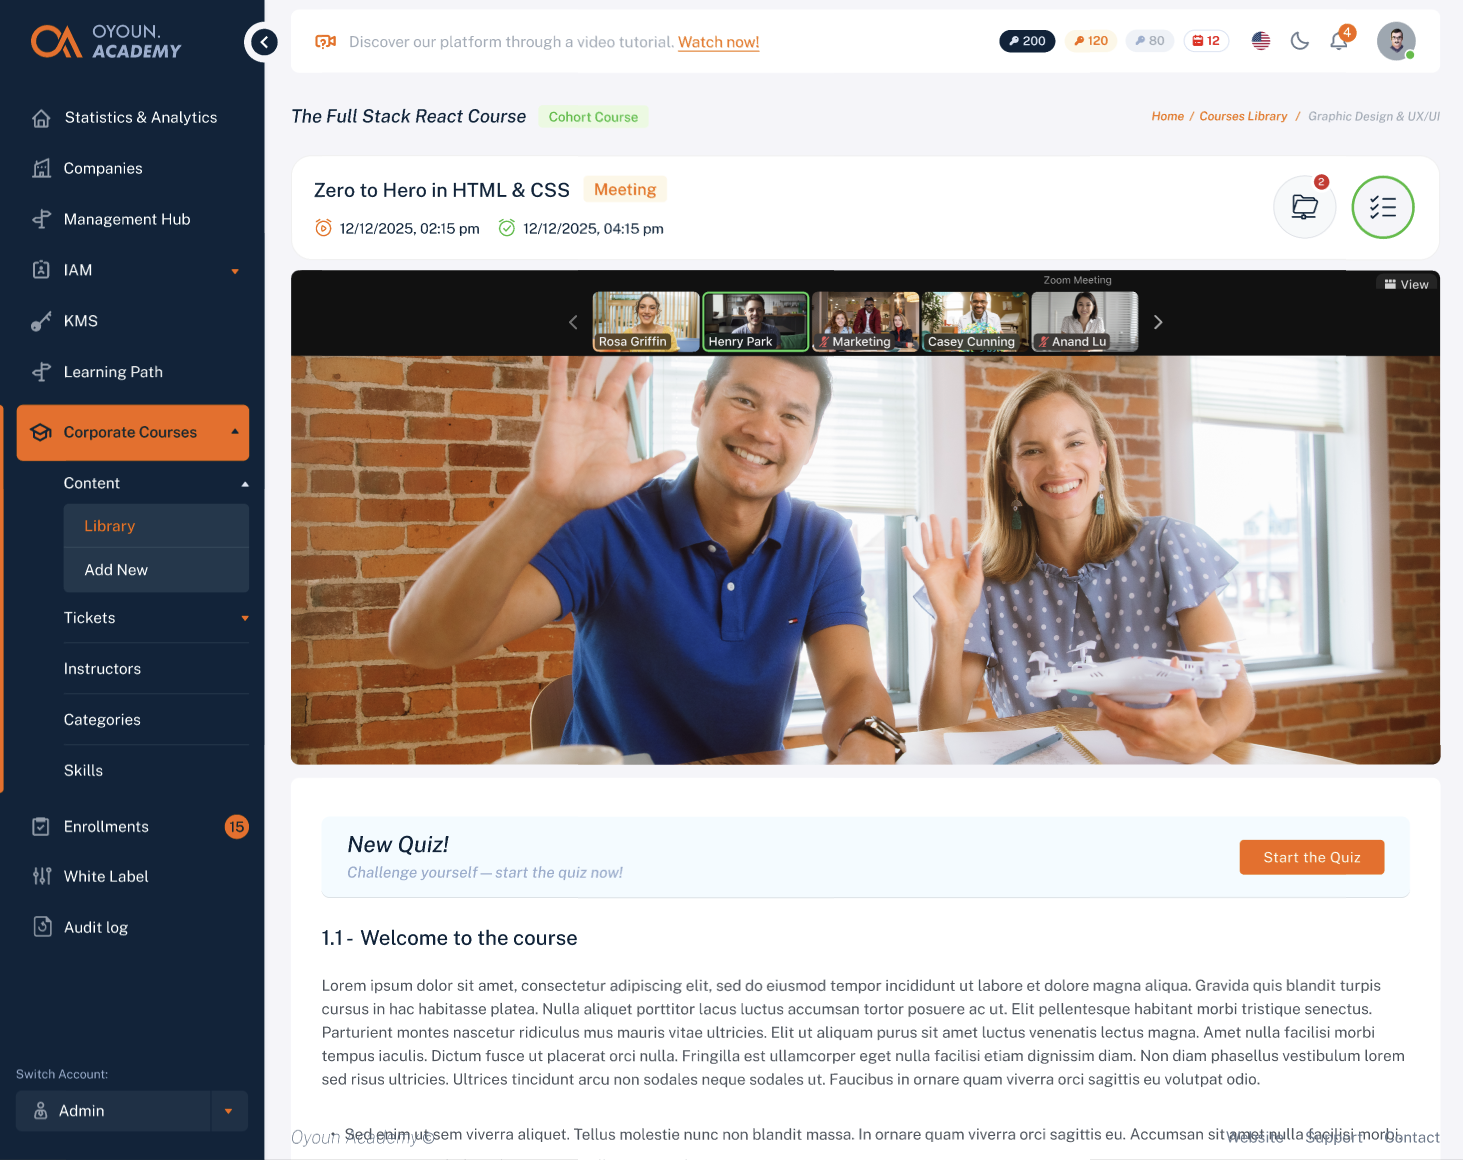 OYOUN.
ACADEMY
Statistics & Analytics
Companies
Management Hub
IAM
KMS
Learning Path
Corporate Courses
Content
Library
Add New
Tickets
Instructors
Categories
Skills
Enrollments 15
White Label
Audit log
Switch Account:
Admin
Discover our platform through a video tutorial. Watch now!
200 120 80 12 4
The Full Stack React Course Cohort Course
Home / Courses Library / Graphic Design & UX/UI
Zero to Hero in HTML & CSS Meeting
12/12/2025, 02:15 pm 12/12/2025, 04:15 pm
2
Zoom Meeting
View
Rosa Griffin Henry Park Marketing Casey Cunning Anand Lu
New Quiz!
Challenge yourself — start the quiz now!
Start the Quiz
1.1 - Welcome to the course
Lorem ipsum dolor sit amet, consectetur adipiscing elit, sed do eiusmod tempor incididunt ut labore et dolore magna aliqua. Gravida quis blandit turpis
cursus in hac habitasse platea. Nulla aliquet porttitor lacus luctus accumsan tortor posuere ac ut. Elit pellentesque habitant morbi tristique senectus.
Parturient montes nascetur ridiculus mus mauris vitae ultricies. Elit ut aliquam purus sit amet luctus venenatis lectus magna. Amet nulla facilisi morbi
tempus iaculis. Dictum fusce ut placerat orci nulla. Fringilla est ullamcorper eget nulla facilisi etiam dignissim diam. Non diam phasellus vestibulum lorem
sed risus ultricies. Ultrices tincidunt arcu non sodales neque sodales ut. Faucibus in ornare quam viverra orci sagittis eu volutpat odio.
• Sed enim ut sem viverra aliquet. Tellus molestie nunc non blandit massa. In ornare quam viverra orci sagittis eu. Accumsan sit amet nulla facilisi morbi.
Oyoun Academy ©
Website Support Contact